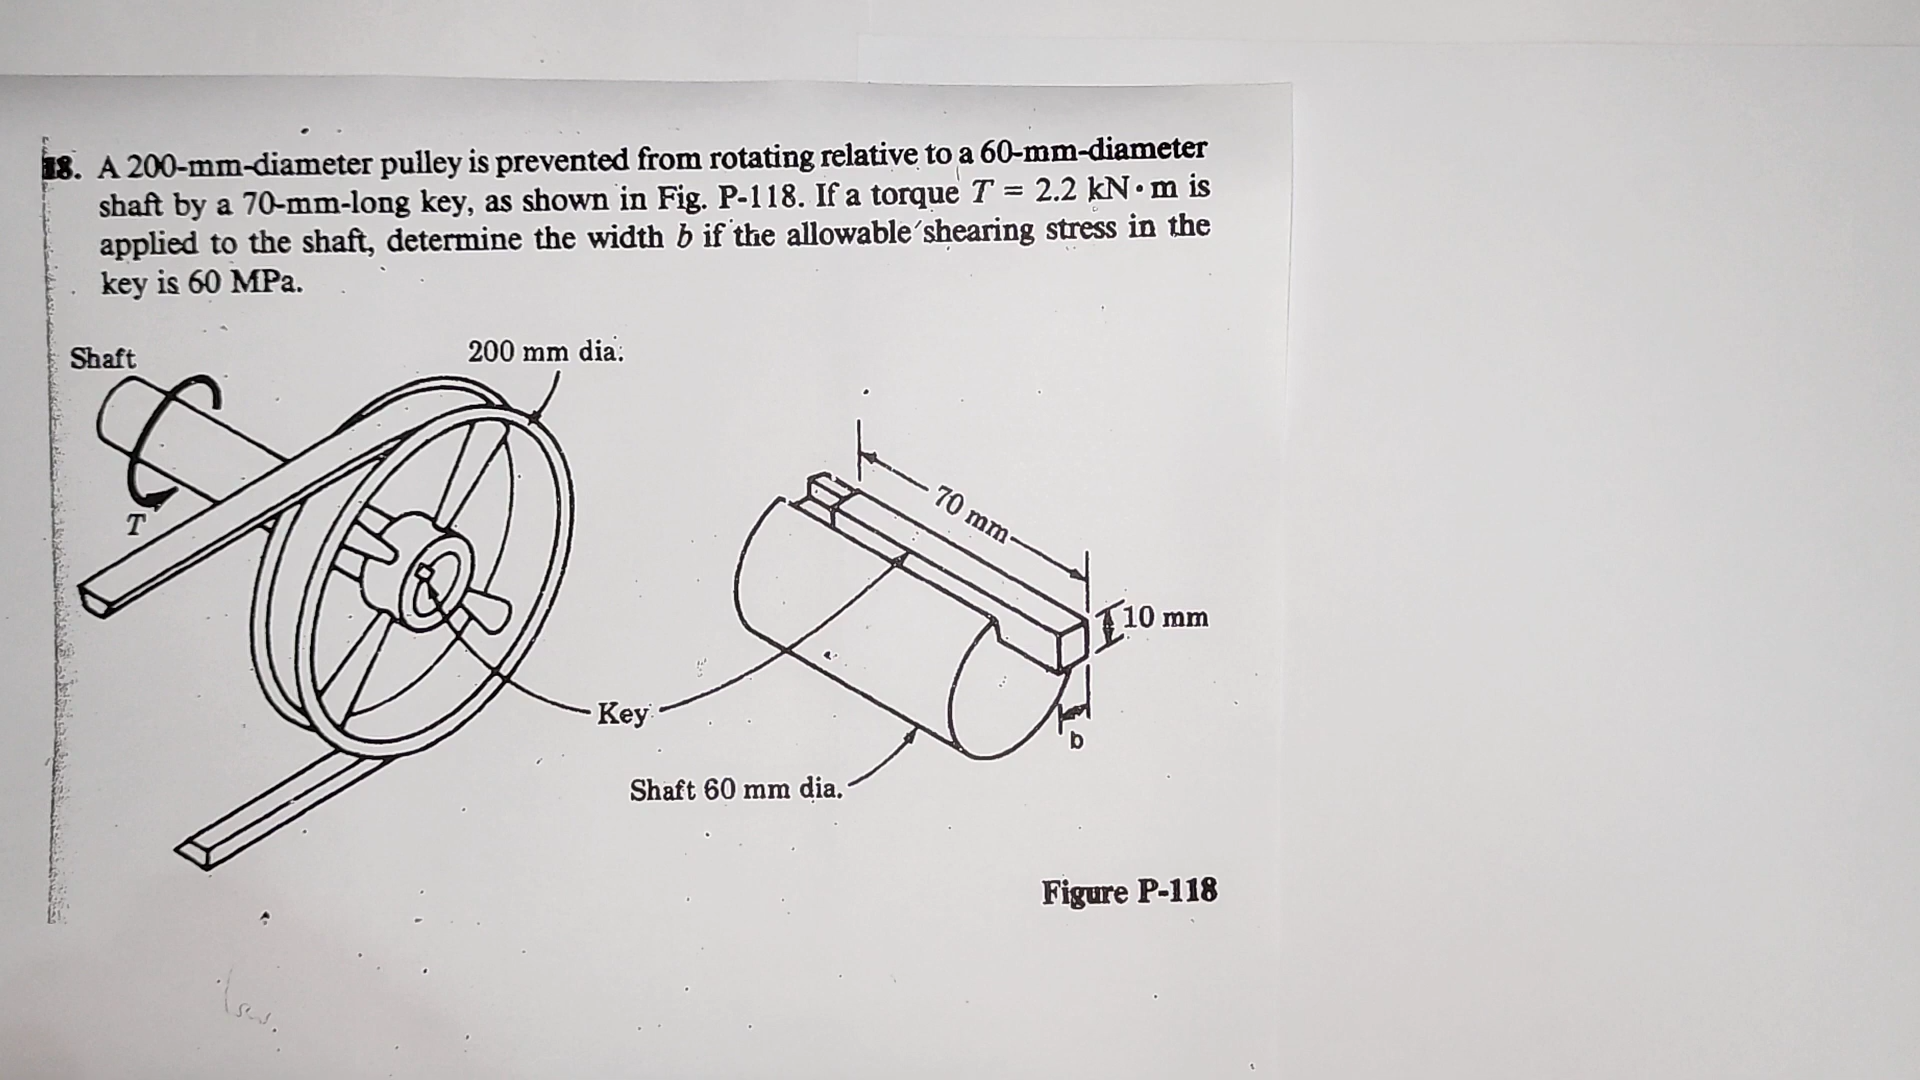 18. A 200-mm-diameter pulley is prevented from rotating relative to a 60-mm-diameter
shaft by a 70-mm-long key, as shown in Fig. P-118. If a torque T = 2.2 kN·m is
applied to the shaft, determine the width b if the allowable shearing stress in the
key is 60 MPa.
Shaft
200 mm dia.
T
70 mm
10 mm
Key
b
Shaft 60 mm dia.
Figure P-118